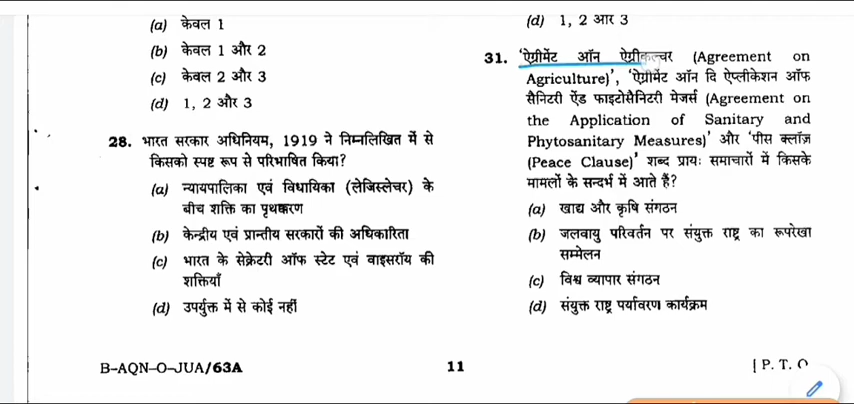 (a) केवल 1
(b) केवल 1 और 2
(c) केवल 2 और 3
(d) 1, 2 और 3
28. भारत सरकार अधिनियम, 1919 ने निम्नलिखित में से
किसको स्पष्ट रूप से परिभाषित किया?
(a) न्यायपालिका एवं विधायिका (लेजिस्लेचर) के
बीच शक्ति का पृथक्करण
(b) केन्द्रीय एवं प्रान्तीय सरकारों की अधिकारिता
(c) भारत के सेक्रेटरी ऑफ स्टेट एवं वाइसरॉय की
शक्तियाँ
(d) उपर्युक्त में से कोई नहीं
(d) 1, 2 और 3
31. 'ऐग्रीमेंट ऑन ऐग्रीकल्चर (Agreement on
Agriculture)', 'ऐग्रीमेंट ऑन दि ऐप्लीकेशन ऑफ
सैनिटरी ऐंड फाइटोसैनिटरी मेजर्स (Agreement on
the Application of Sanitary and
Phytosanitary Measures)' और 'पीस क्लॉज़
(Peace Clause)' शब्द प्रायः समाचारों में किसके
मामलों के सन्दर्भ में आते हैं?
(a) खाद्य और कृषि संगठन
(b) जलवायु परिवर्तन पर संयुक्त राष्ट्र का रूपरेखा
सम्मेलन
(c) विश्व व्यापार संगठन
(d) संयुक्त राष्ट्र पर्यावरण कार्यक्रम
B-AQN-O-JUA/63A
11
[ P. T. O